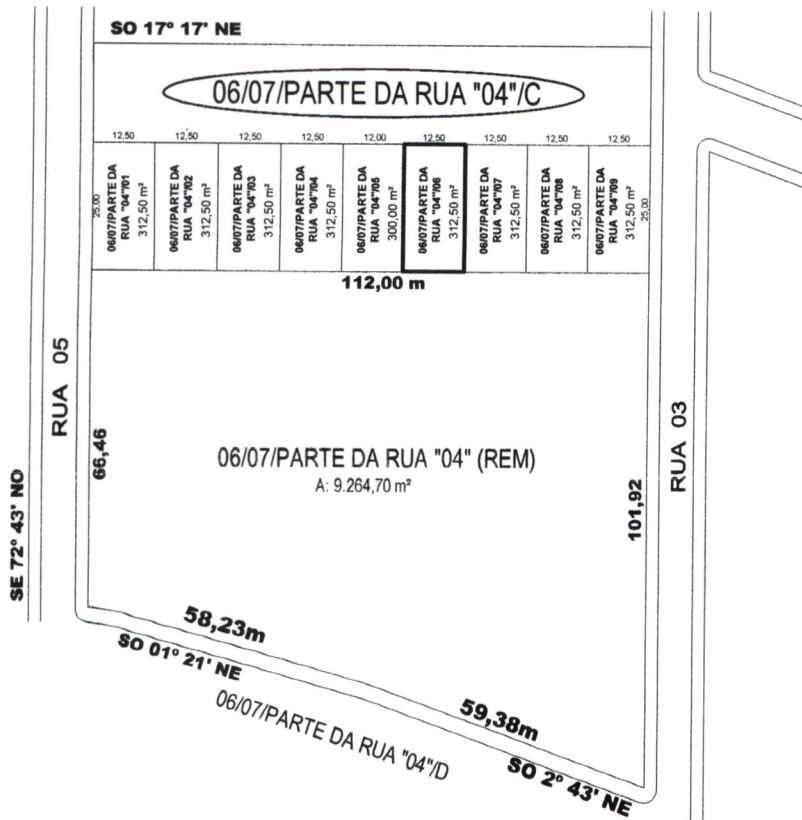 SO 17° 17' NE
06/07/PARTE DA RUA "04"/C
12,50
12,50
12,50
12,50
12,00
12,50
12,50
12,50
12,50
25,00
06/07/PARTE DA
RUA "04"/01
312,50 m²
06/07/PARTE DA
RUA "04"/02
312,50 m²
06/07/PARTE DA
RUA "04"/03
312,50 m²
06/07/PARTE DA
RUA "04"/04
312,50 m²
06/07/PARTE DA
RUA "04"/05
300,00 m²
06/07/PARTE DA
RUA "04"/06
312,50 m²
06/07/PARTE DA
RUA "04"/07
312,50 m²
06/07/PARTE DA
RUA "04"/08
312,50 m²
06/07/PARTE DA
RUA "04"/09
312,50 m²
25,00
112,00 m
RUA 05
66,46
SE 72° 43' NO
06/07/PARTE DA RUA "04" (REM)
A: 9.264,70 m²
101,92
RUA 03
58,23m
SO 01° 21' NE
06/07/PARTE DA RUA "04"/D
59,38m
SO 2° 43' NE